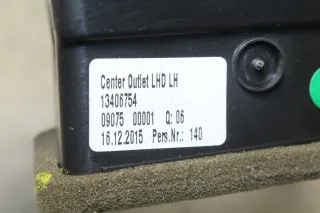 Center Outlet LHD LH
13406754
09075 00001 Q: 06
16.12.2015 Pers.Nr.: 140